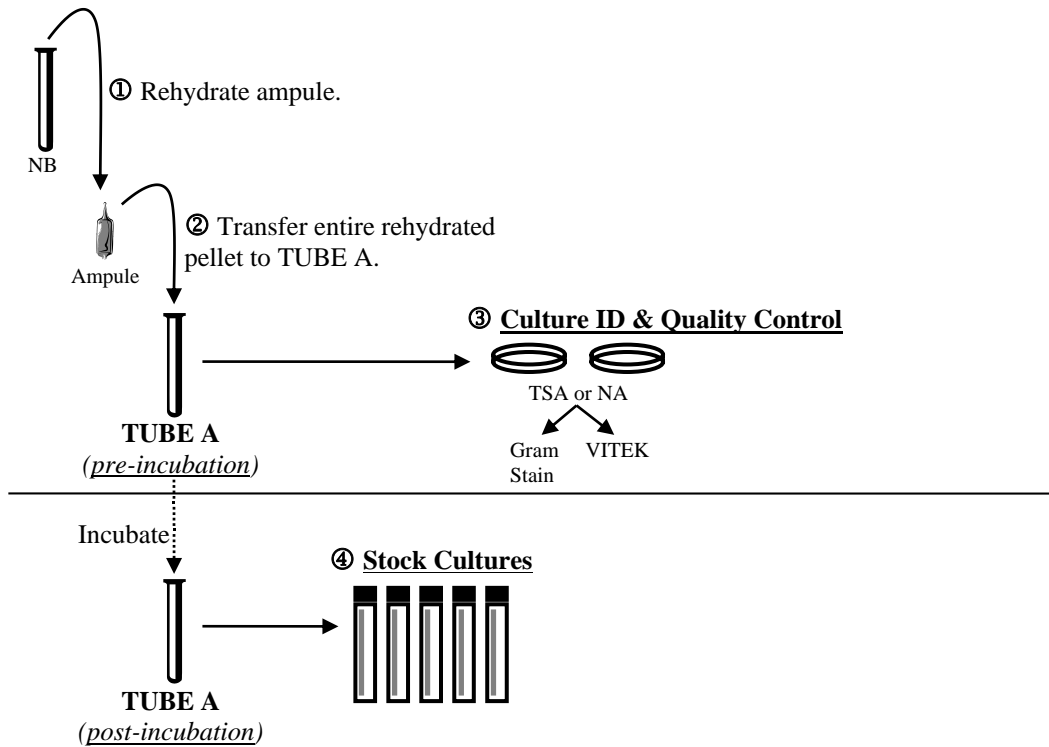 ① Rehydrate ampule.
NB
② Transfer entire rehydrated
pellet to TUBE A.
Ampule
③ Culture ID & Quality Control
TSA or NA
Gram
Stain
VITEK
TUBE A
(pre-incubation)
Incubate
④ Stock Cultures
TUBE A
(post-incubation)